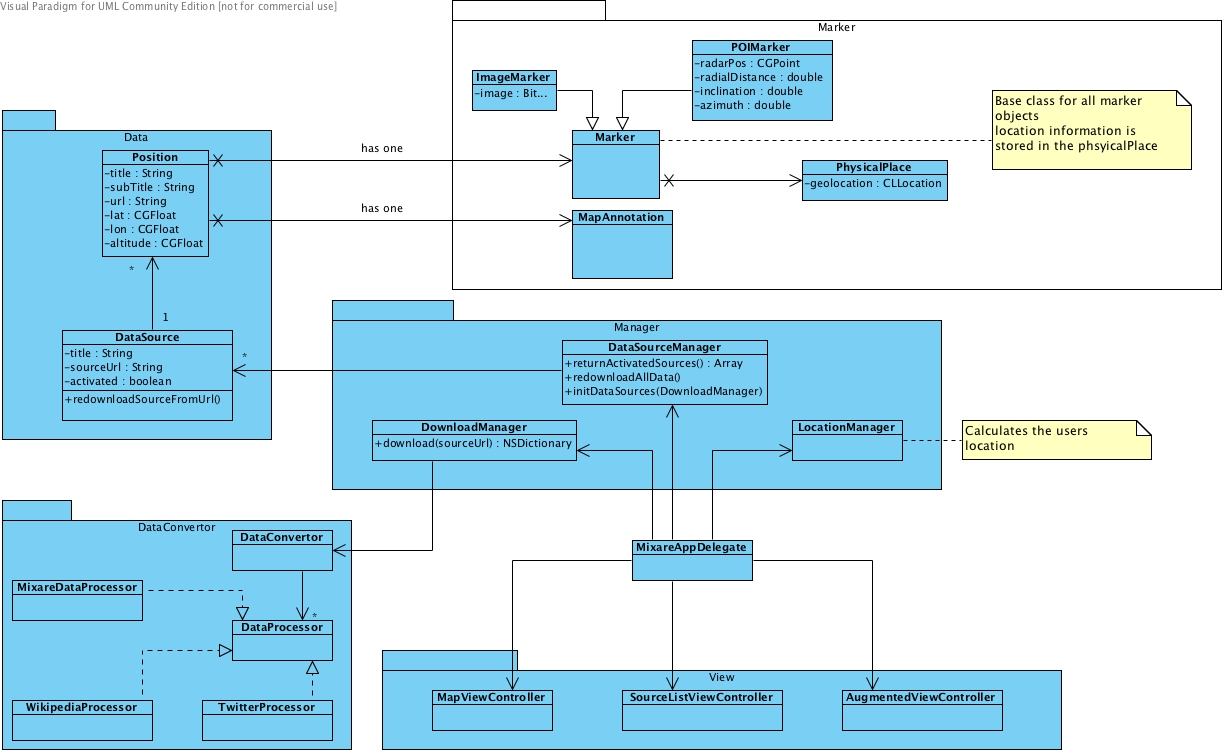 Visual Paradigm for UML Community Edition [not for commercial use]
Marker
POIMarker
-radarPos : CGPoint
-radialDistance : double
-inclination : double
-azimuth : double
ImageMarker
-image : Bit...
Base class for all marker
objects
location information is
stored in the phsyicalPlace
Marker
PhysicalPlace
-geolocation : CLLocation
MapAnnotation
has one
has one
Data
Position
-title : String
-subTitle : String
-url : String
-lat : CGFloat
-lon : CGFloat
-altitude : CGFloat
*
1
DataSource
-title : String
-sourceUrl : String
-activated : boolean
+redownloadSourceFromUrl()
*
Manager
DataSourceManager
+returnActivatedSources() : Array
+redownloadAllData()
+initDataSources(DownloadManager)
DownloadManager
+download(sourceUrl) : NSDictionary
LocationManager
Calculates the users
location
DataConvertor
DataConvertor
MixareDataProcessor
*
DataProcessor
WikipediaProcessor
TwitterProcessor
MixareAppDelegate
View
MapViewController
SourceListViewController
AugmentedViewController